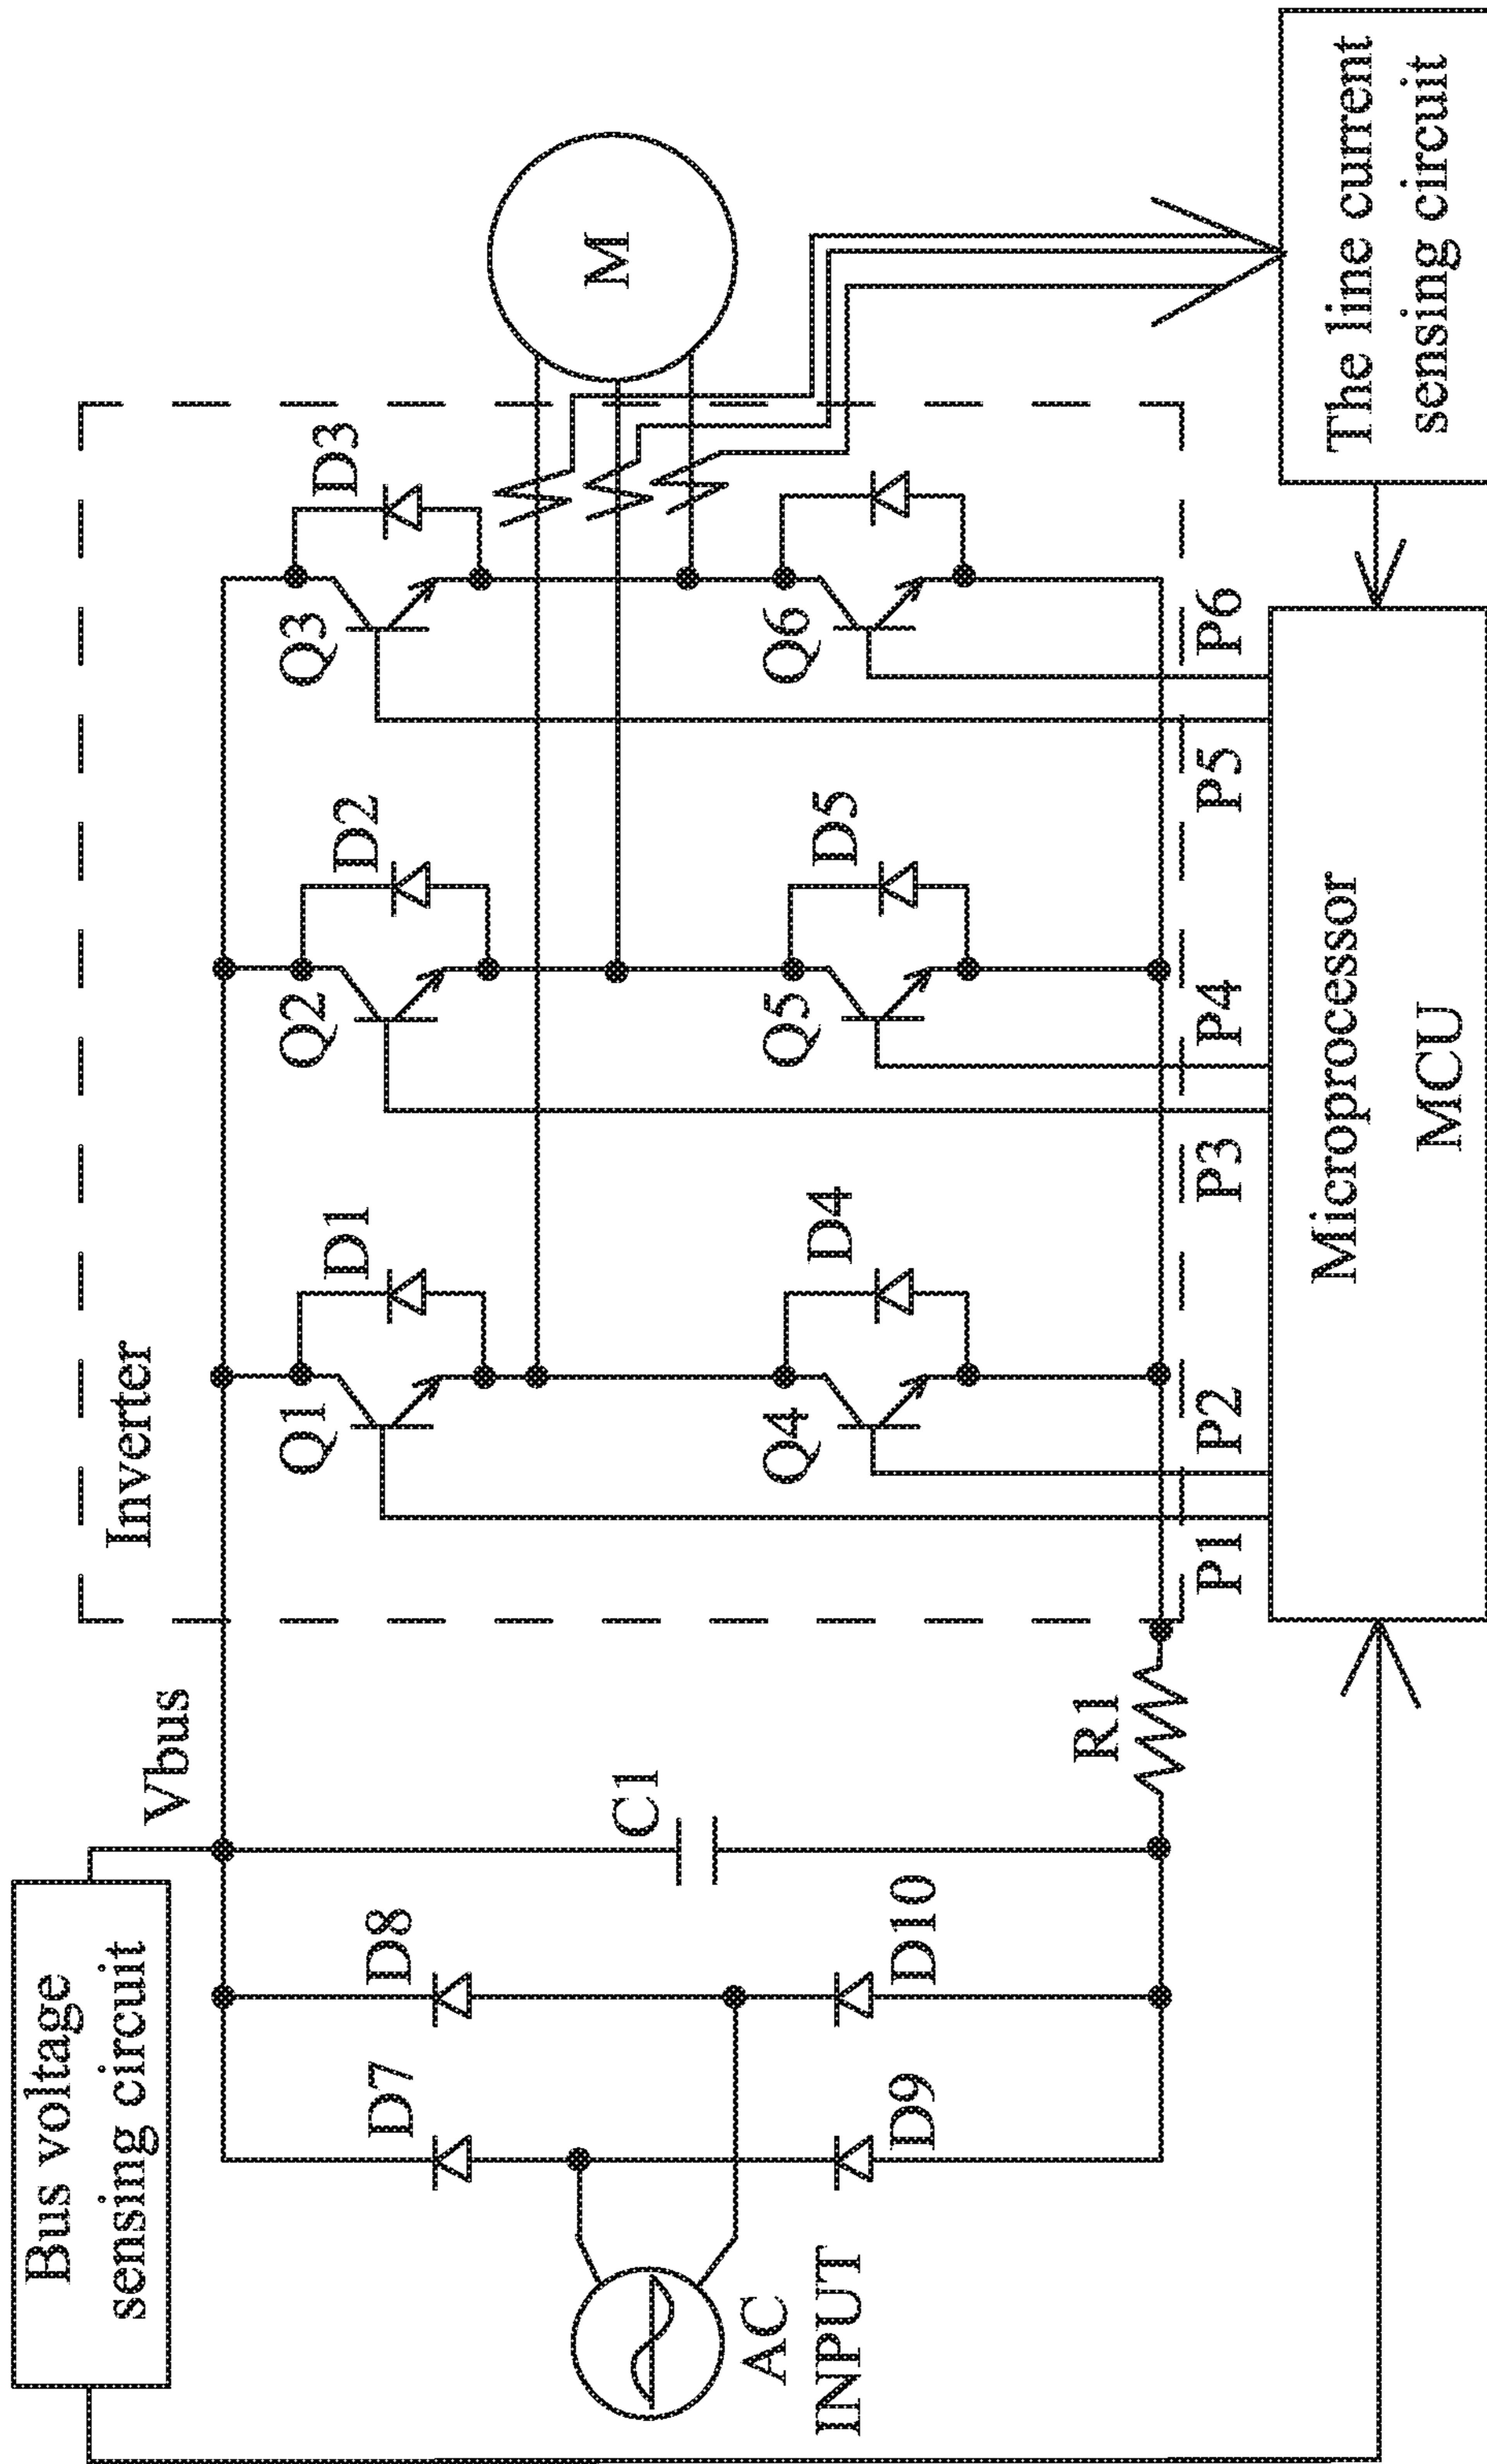 Bus voltage
sensing circuit
Vbus
Inverter
D7
D8
C1
Q1
D1
Q2
D2
Q3
D3
M
AC
INPUT
D9
D10
R1
Q4
D4
Q5
D5
Q6
P1
P2
P3
P4
P5
P6
Microprocessor
MCU
The line current
sensing circuit